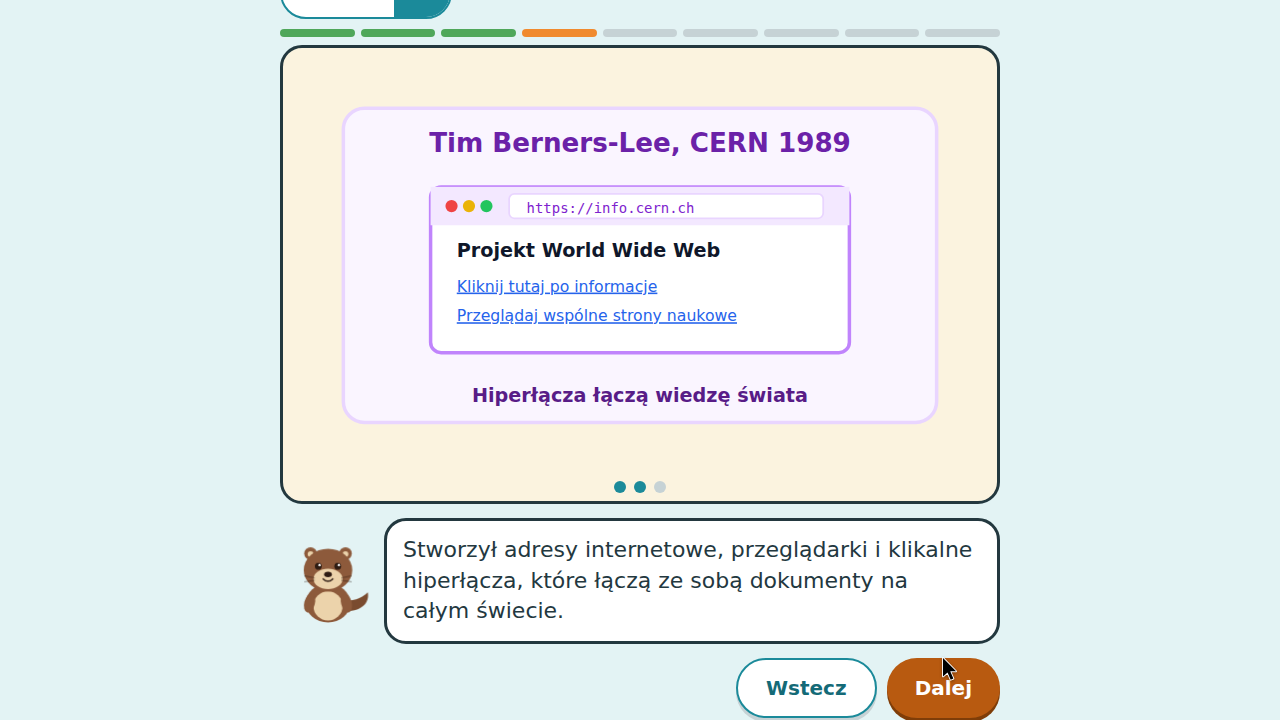 Tim Berners-Lee, CERN 1989
https://info.cern.ch
Projekt World Wide Web
Kliknij tutaj po informacje
Przeglądaj wspólne strony naukowe
Hiperłącza łączą wiedzę świata
Stworzył adresy internetowe, przeglądarki i klikalne
hiperłącza, które łączą ze sobą dokumenty na
całym świecie.
Wstecz
Dalej